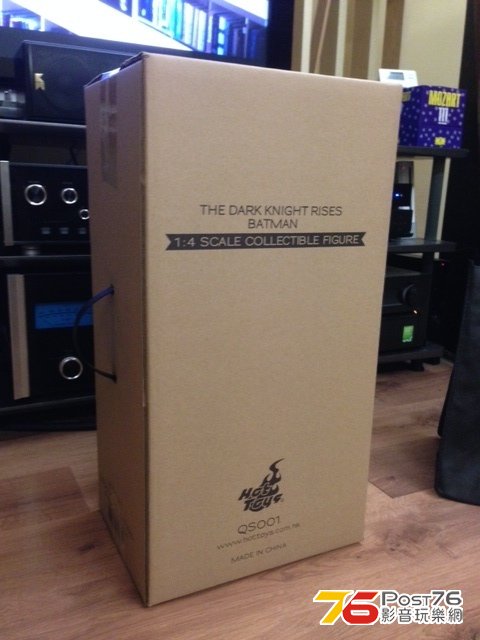 MOZART
III
THE DARK KNIGHT RISES
BATMAN
1:4 SCALE COLLECTIBLE FIGURE
HOT
TOYS
QS001
www.hottoys.com.hk
MADE IN CHINA
76 Post76
影音玩樂網